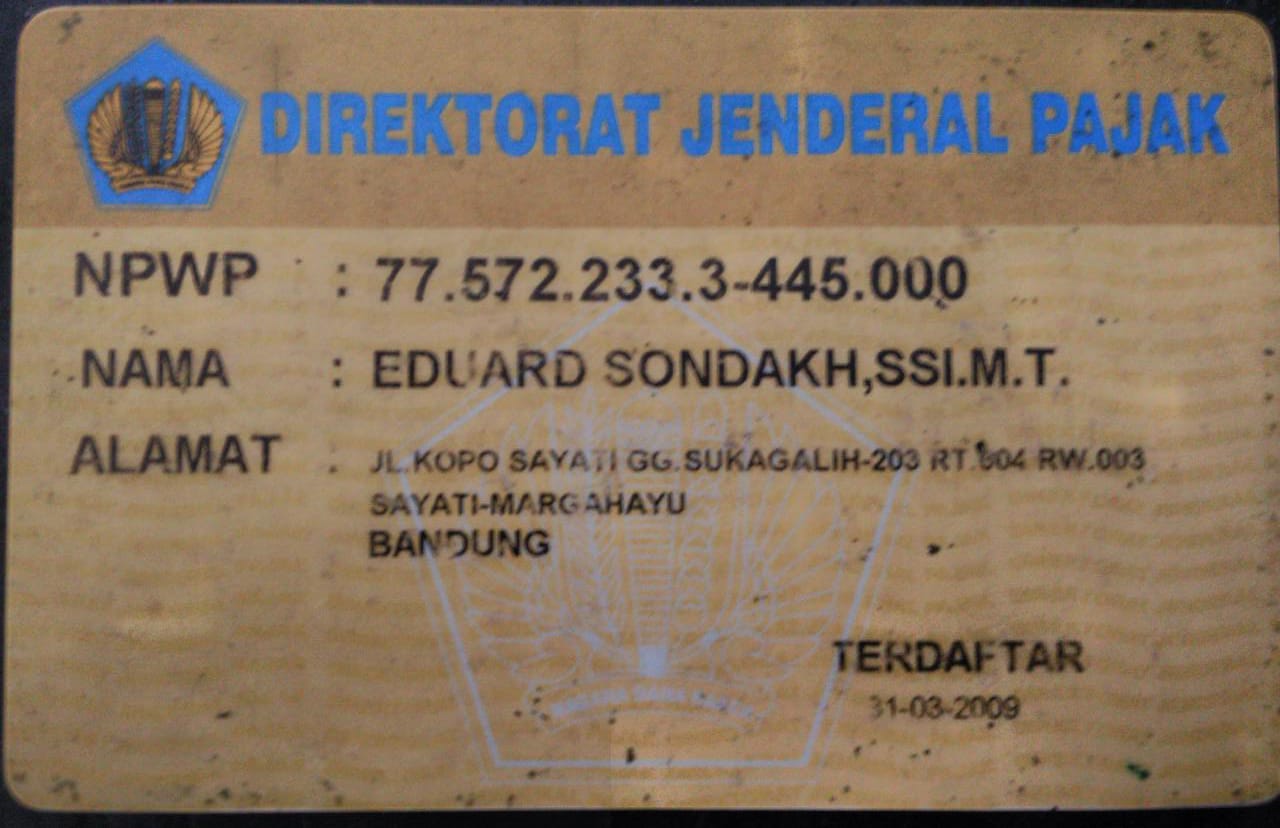 DIREKTORAT JENDERAL PAJAK
NPWP : 77.572.233.3-445.000
NAMA : EDUARD SONDAKH,SSI.M.T.
ALAMAT : JL.KOPO SAYATI GG.SUKAGALIH-203 RT.004 RW.003
SAYATI-MARGAHAYU
BANDUNG
TERDAFTAR
31-03-2009